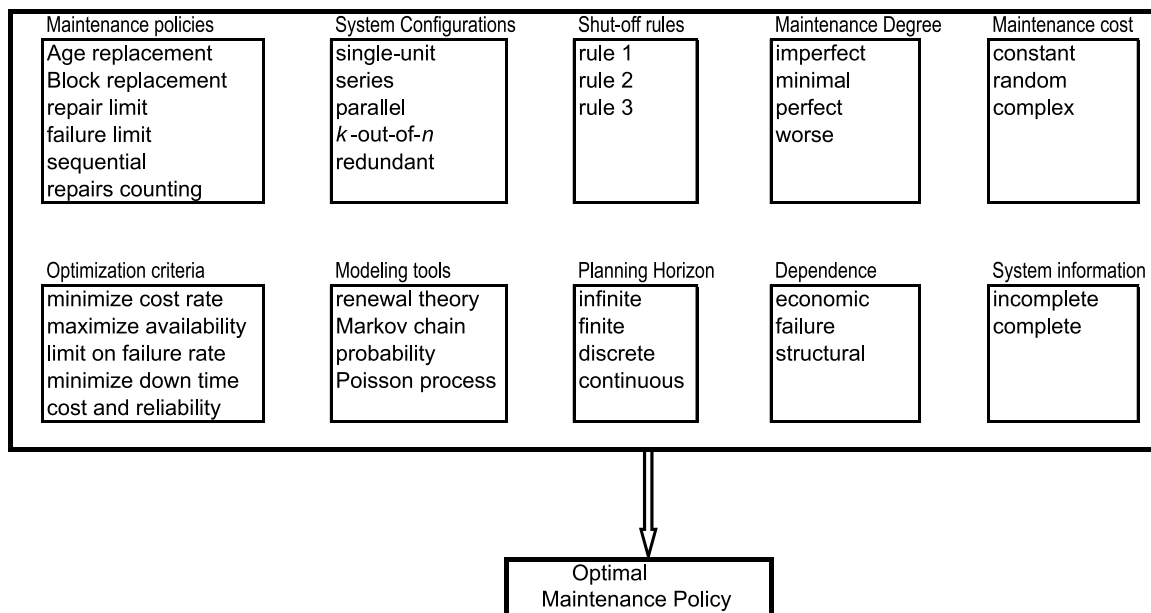 Maintenance policies
Age replacement
Block replacement
repair limit
failure limit
sequential
repairs counting
System Configurations
single-unit
series
parallel
k-out-of-n
redundant
Shut-off rules
rule 1
rule 2
rule 3
Maintenance Degree
imperfect
minimal
perfect
worse
Maintenance cost
constant
random
complex
Optimization criteria
minimize cost rate
maximize availability
limit on failure rate
minimize down time
cost and reliability
Modeling tools
renewal theory
Markov chain
probability
Poisson process
Planning Horizon
infinite
finite
discrete
continuous
Dependence
economic
failure
structural
System information
incomplete
complete
Optimal
Maintenance Policy